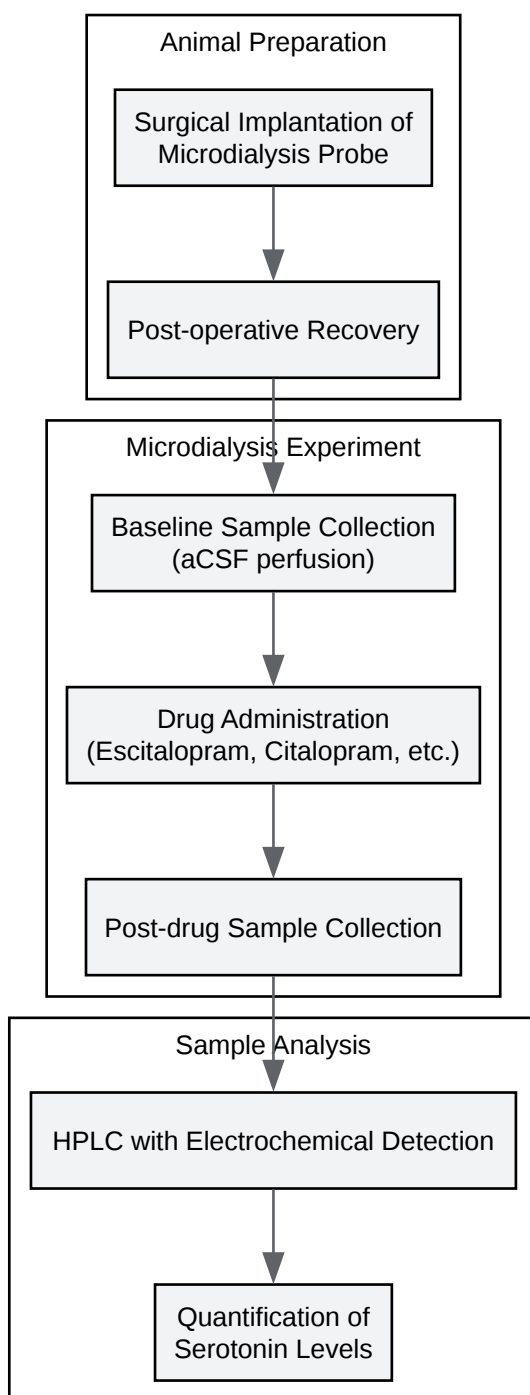 Animal Preparation
Surgical Implantation of
Microdialysis Probe
Post-operative Recovery
Microdialysis Experiment
Baseline Sample Collection
(aCSF perfusion)
Drug Administration
(Escitalopram, Citalopram, etc.)
Post-drug Sample Collection
Sample Analysis
HPLC with Electrochemical Detection
Quantification of
Serotonin Levels